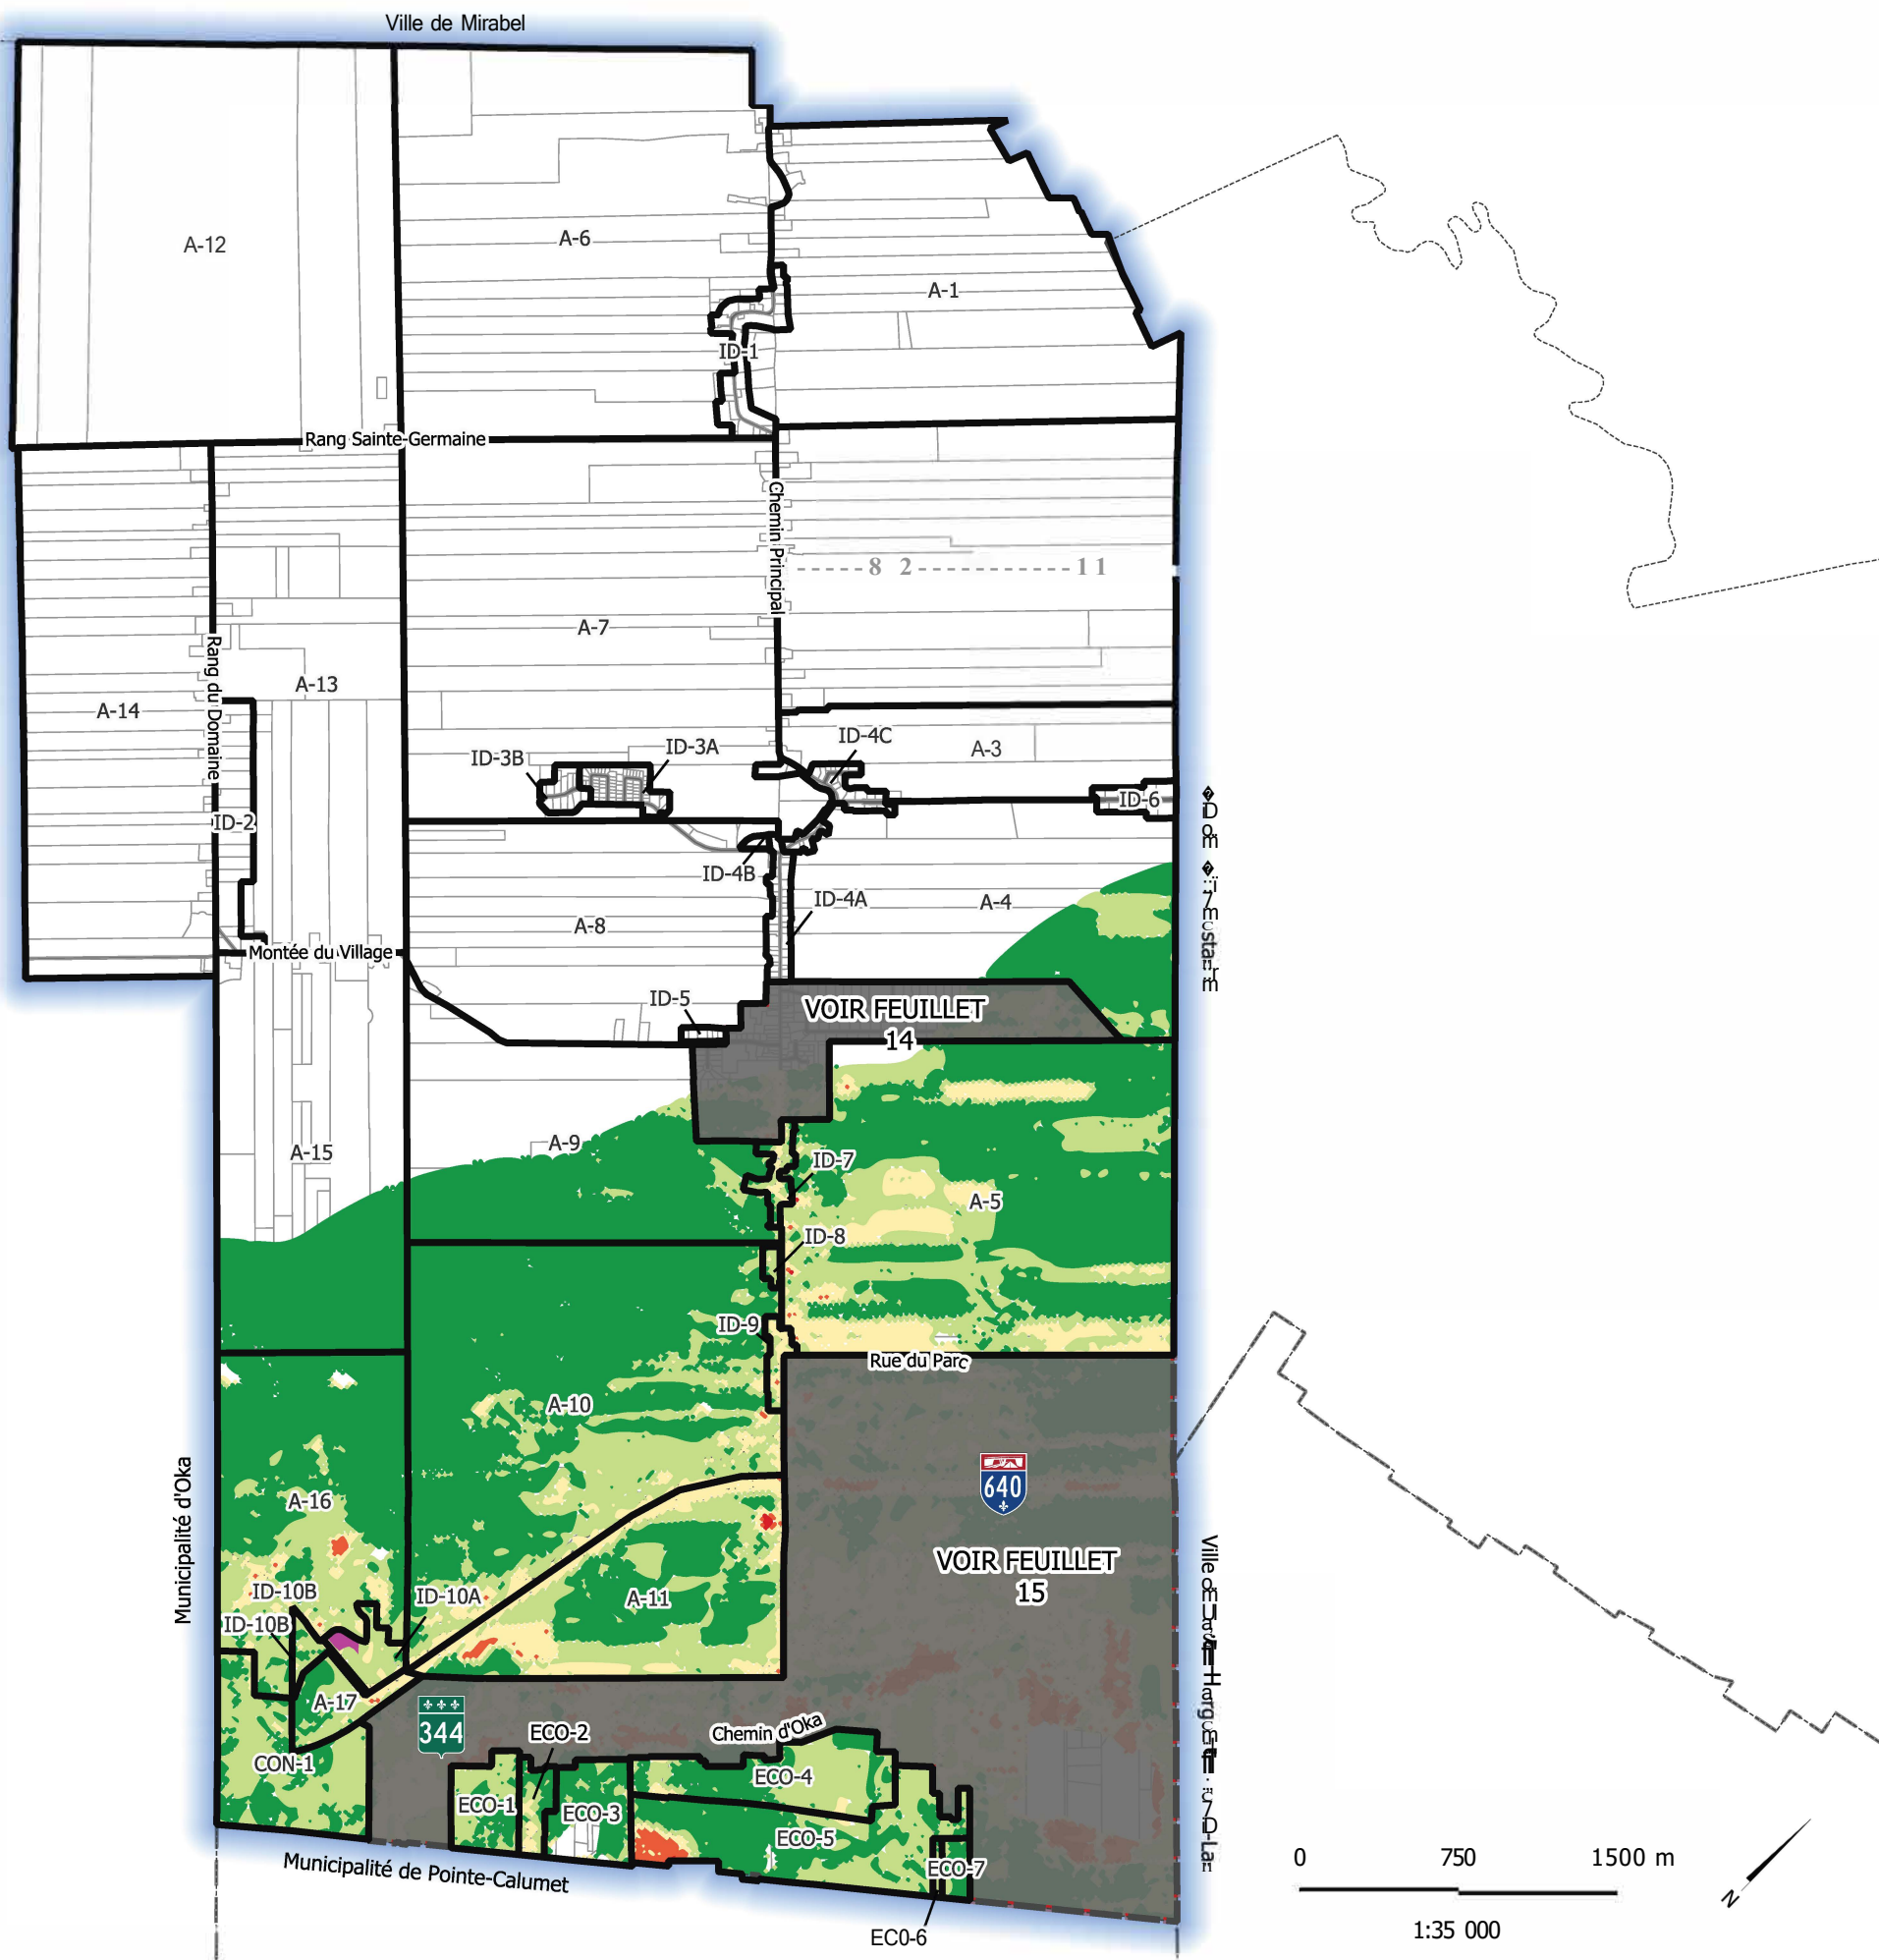 Ville de Mirabel
A-12
A-6
A-1
ID-1
Rang Sainte-Germaine
Chemin Principal
8 2
11
A-7
Rang du Domaine
A-13
A-14
ID-3B
ID-3A
ID-4C
A-3
ID-6
ID-2
ID-4B
ID-4A
A-4
A-8
Montée du Village
ID-5
VOIR FEUILLET
14
A-9
A-15
ID-7
A-5
ID-8
ID-9
Rue du Parc
A-10
640
Municipalité d'Oka
A-16
VOIR FEUILLET
15
ID-10B
ID-10A
A-11
ID-10B
A-17
344
ECO-2
Chemin d'Oka
CON-1
ECO-4
ECO-1
ECO-3
ECO-5
ECO-7
Municipalité de Pointe-Calumet
EC0-6
0 750 1500 m
1:35 000
N